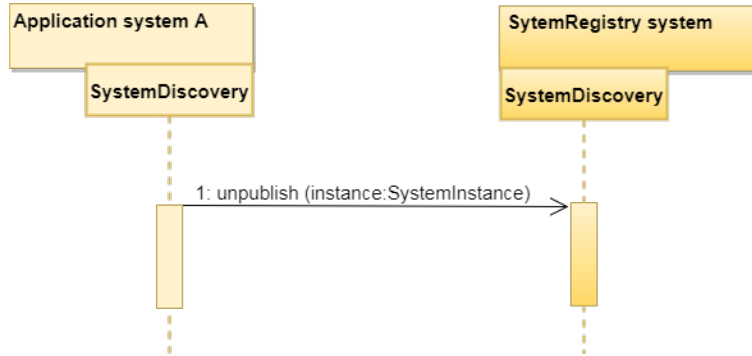 Application system A
SytemRegistry system
SystemDiscovery
SystemDiscovery
1: unpublish (instance:SystemInstance)